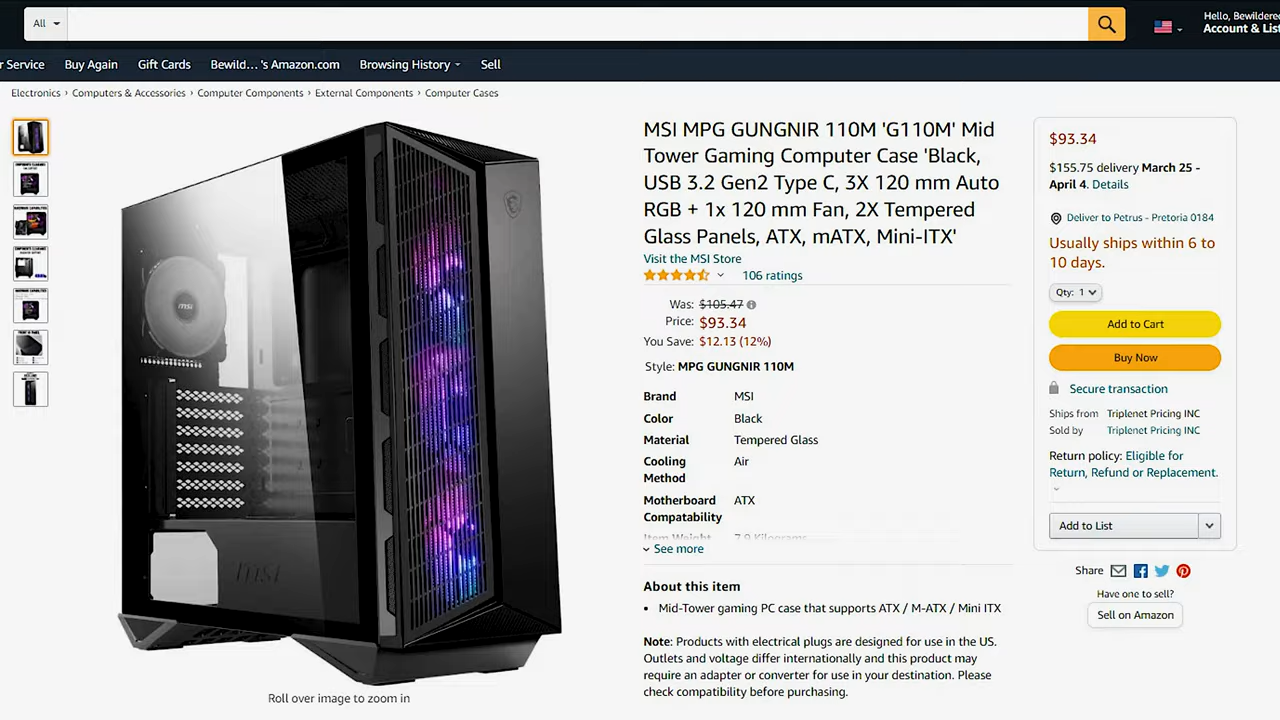 All
Hello, Bewildered
Account & List
r Service
Buy Again
Gift Cards
Bewild... 's Amazon.com
Browsing History
Sell
Electronics › Computers & Accessories › Computer Components › External Components › Computer Cases
MSI MPG GUNGNIR 110M 'G110M' Mid
Tower Gaming Computer Case 'Black,
USB 3.2 Gen2 Type C, 3X 120 mm Auto
RGB + 1x 120 mm Fan, 2X Tempered
Glass Panels, ATX, mATX, Mini-ITX'
Visit the MSI Store
106 ratings
Was: $105.47
Price: $93.34
You Save: $12.13 (12%)
Style: MPG GUNGNIR 110M
Brand MSI
Color Black
Material Tempered Glass
Cooling Air
Method
Motherboard ATX
Compatability
Item Weight 7.9 Kilograms
See more
About this item
• Mid-Tower gaming PC case that supports ATX / M-ATX / Mini ITX
Note: Products with electrical plugs are designed for use in the US.
Outlets and voltage differ internationally and this product may
require an adapter or converter for use in your destination. Please
check compatibility before purchasing.
$93.34
$155.75 delivery March 25 -
April 4. Details
Deliver to Petrus - Pretoria 0184
Usually ships within 6 to
10 days.
Qty: 1
Add to Cart
Buy Now
Secure transaction
Ships from Triplenet Pricing INC
Sold by Triplenet Pricing INC
Return policy: Eligible for
Return, Refund or Replacement.
Add to List
Share
Have one to sell?
Sell on Amazon
msi
msi
Roll over image to zoom in